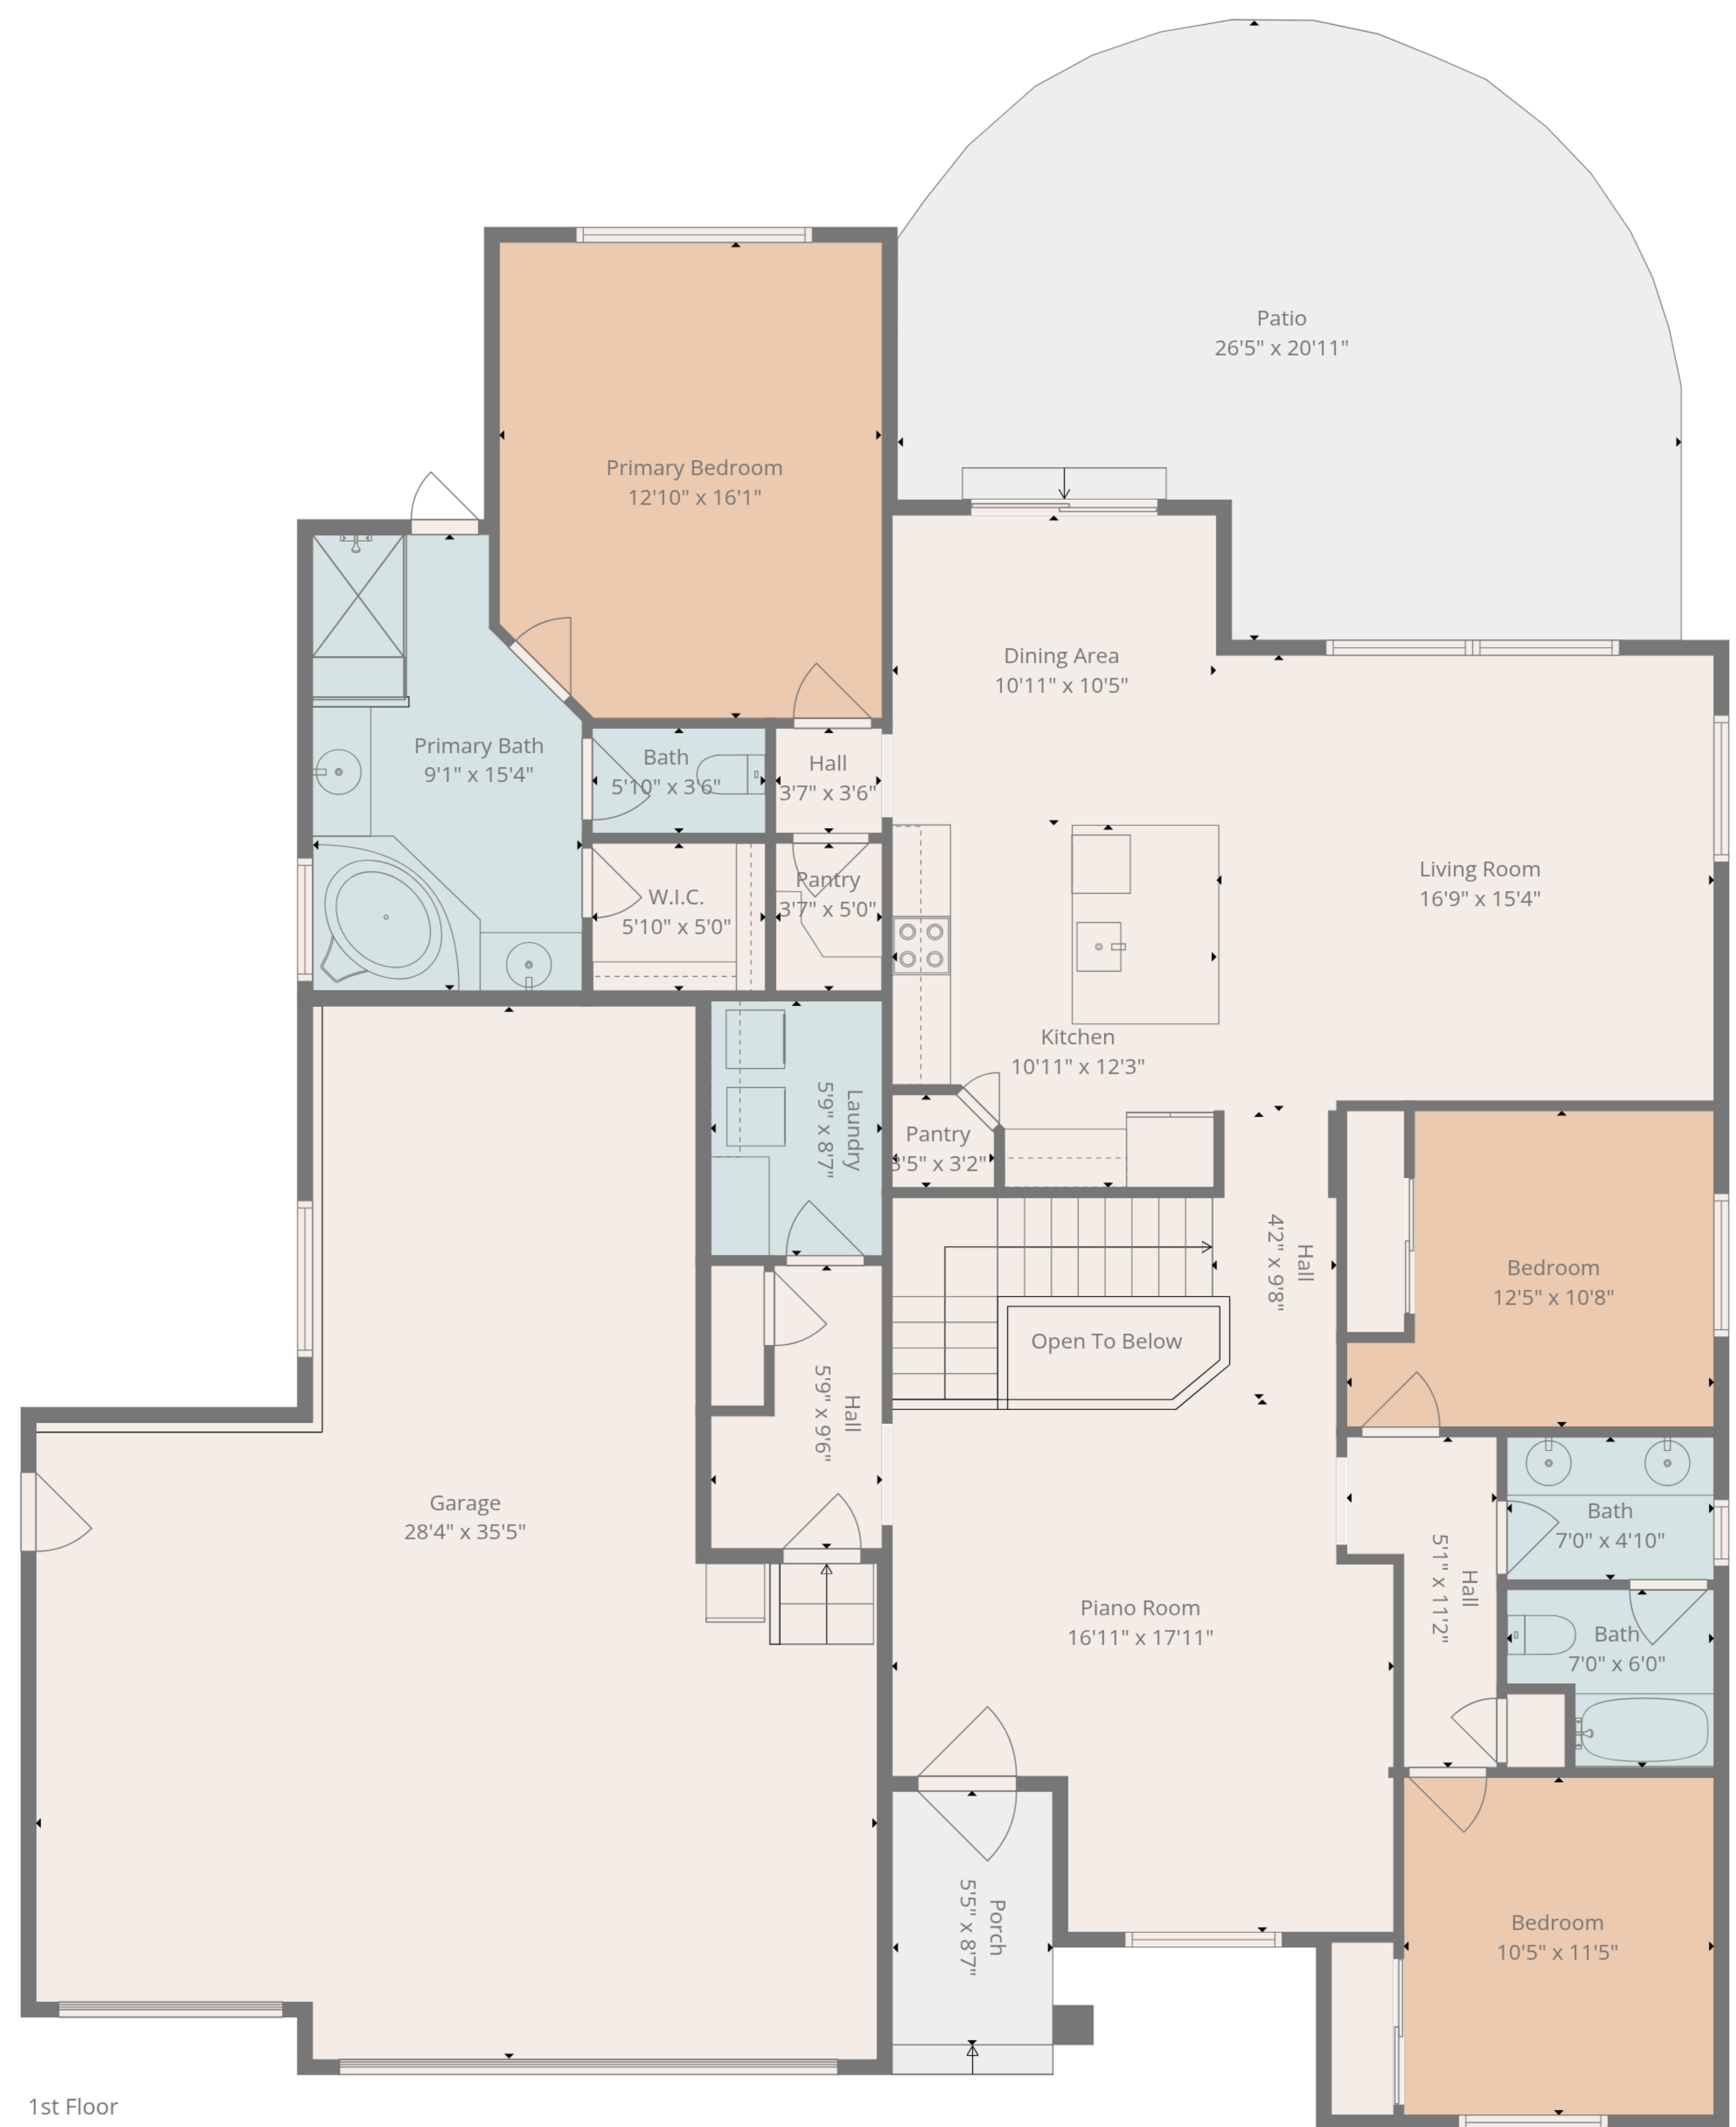 Patio
26'5" x 20'11"
Primary Bedroom
12'10" x 16'1"
Dining Area
10'11" x 10'5"
Primary Bath
9'1" x 15'4"
Bath
5'10" x 3'6"
Hall
3'7" x 3'6"
Living Room
16'9" x 15'4"
W.I.C.
5'10" x 5'0"
Pantry
3'7" x 5'0"
Kitchen
10'11" x 12'3"
Laundry
5'9" x 8'7"
Pantry
3'5" x 3'2"
Hall
4'2" x 9'8"
Bedroom
12'5" x 10'8"
Open To Below
Hall
5'9" x 9'6"
Garage
28'4" x 35'5"
Bath
7'0" x 4'10"
Hall
5'1" x 11'2"
Piano Room
16'11" x 17'11"
Bath
7'0" x 6'0"
Porch
5'5" x 8'7"
Bedroom
10'5" x 11'5"
1st Floor